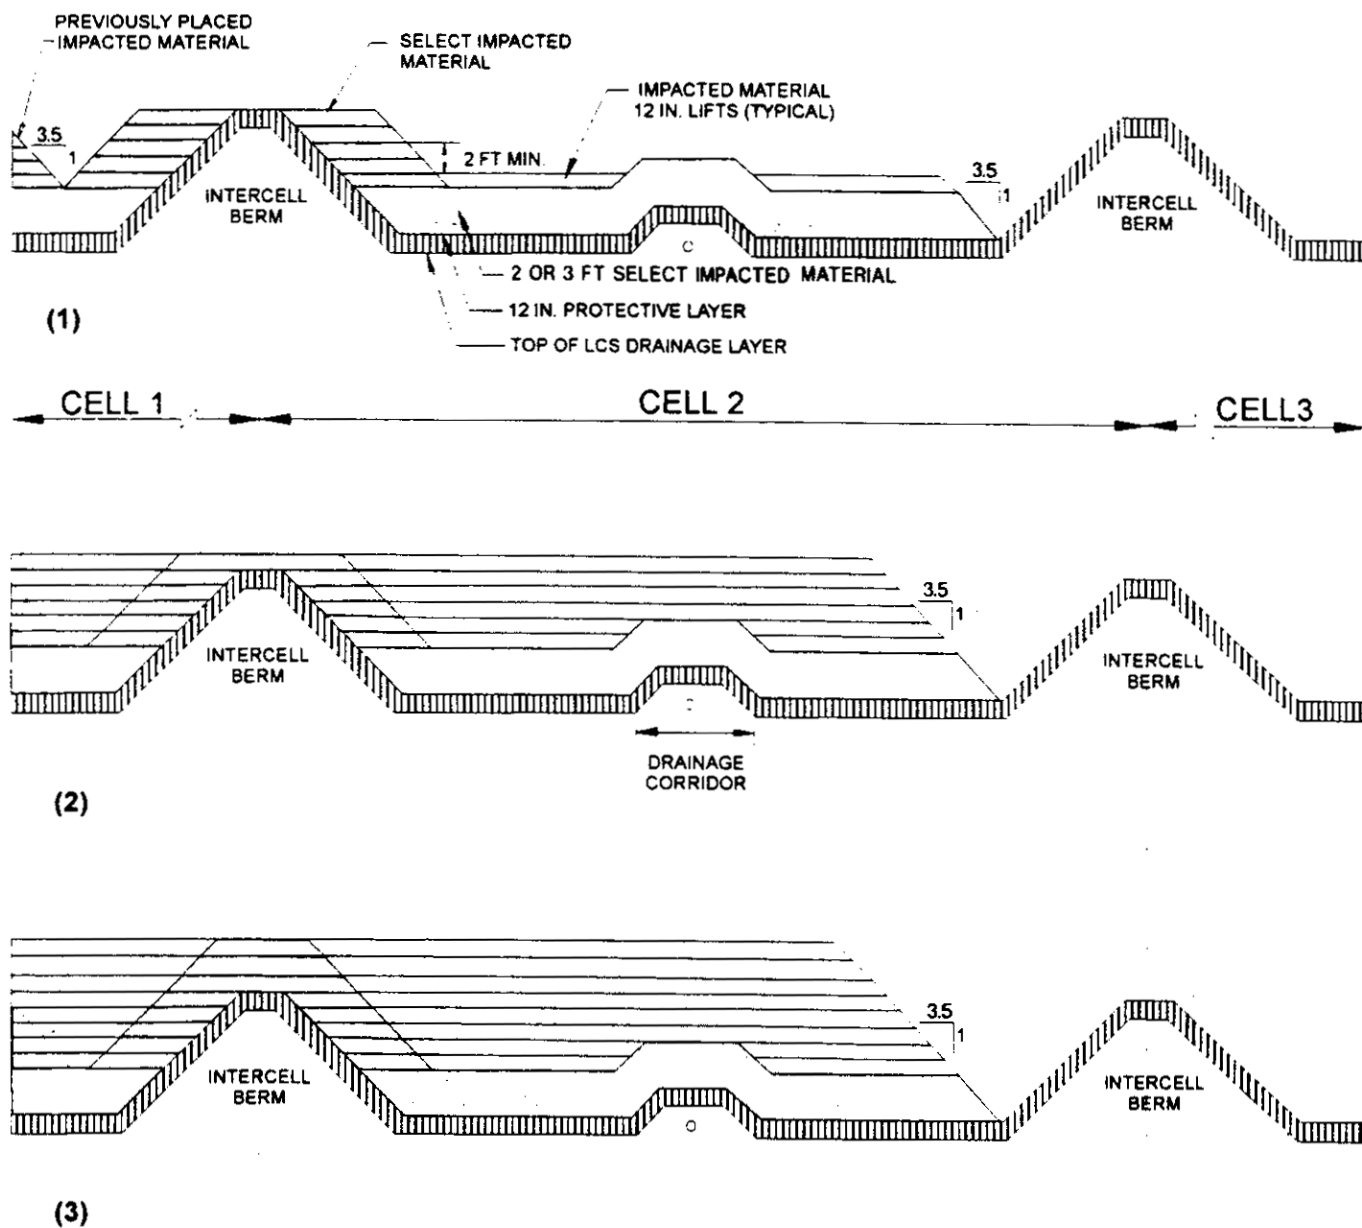 PREVIOUSLY PLACED
IMPACTED MATERIAL
SELECT IMPACTED
MATERIAL
IMPACTED MATERIAL
12 IN. LIFTS (TYPICAL)
3.5
1
2 FT MIN.
3.5
1
INTERCELL
BERM
INTERCELL
BERM
2 OR 3 FT SELECT IMPACTED MATERIAL
12 IN. PROTECTIVE LAYER
TOP OF LCS DRAINAGE LAYER
(1)
CELL 1
CELL 2
CELL3
3.5
1
INTERCELL
BERM
INTERCELL
BERM
DRAINAGE
CORRIDOR
(2)
3.5
1
INTERCELL
BERM
INTERCELL
BERM
(3)